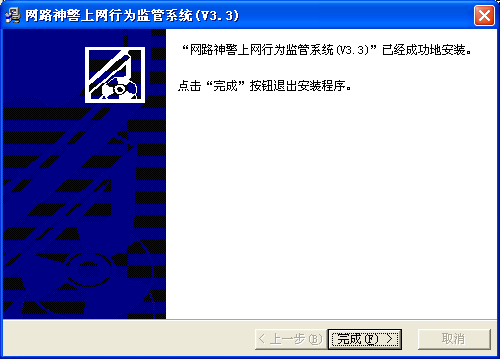 网路神警上网行为监管系统(V3.3)
“网路神警上网行为监管系统(V3.3)”已经成功地安装。
点击“完成”按钮退出安装程序。
< 上一步(B) 完成(F) > 取消